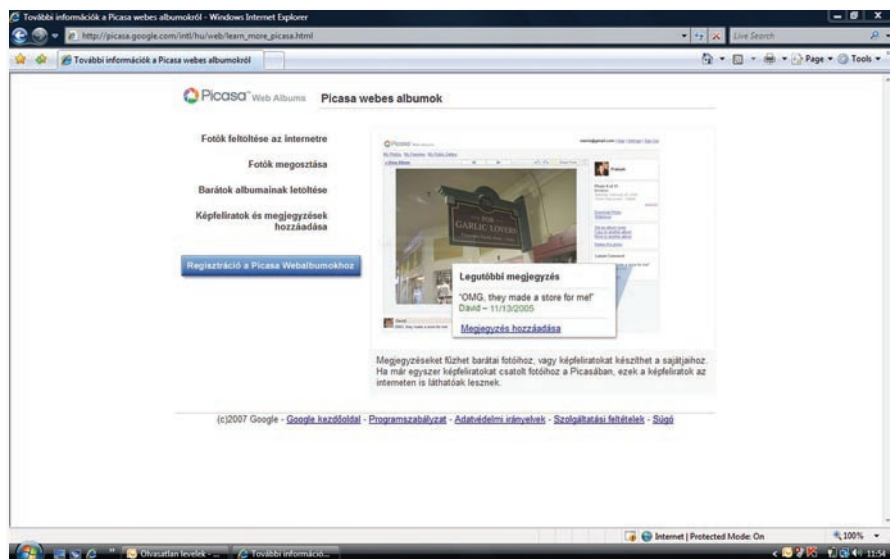 További információk a Picasa webes albumokról - Windows Internet Explorer
http://picasa.google.com/intl/hu/web/learn_more_picasa.html
Live Search
További információk a Picasa webes albumokról
Page
Tools
Picasa™ Web Albums Picasa webes albumok
Fotók feltöltése az internetre
Fotók megosztása
Barátok albumainak letöltése
Képfeliratok és megjegyzések
hozzáadása
Regisztráció a Picasa Webalbumokhoz
Picasa
FOR
GARLIC LOVERS
Legutóbbi megjegyzés
"OMG, they made a store for me!"
David – 11/13/2005
Megjegyzés hozzáadása
Megjegyzéseket fűzhet barátai fotóihoz, vagy képfeliratokat készíthet a sajátjaihoz.
Ha már egyszer képfeliratokat csatolt fotóihoz a Picasában, ezek a képfeliratok az
interneten is láthatóak lesznek.
(c)2007 Google - Google kezdőoldal - Programszabályzat - Adatvédelmi irányelvek - Szolgáltatási feltételek - Súgó
Internet | Protected Mode: On
100%
Olvasatlan levelek - ...
További információ...
11:54